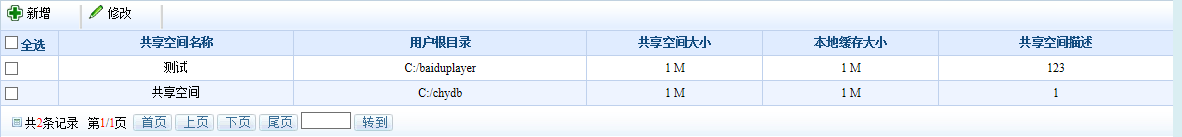 新增 修改
全选 共享空间名称 用户根目录 共享空间大小 本地缓存大小 共享空间描述
测试 C:/baiduplayer 1 M 1 M 123
共享空间 C:/chydb 1 M 1 M 1
共2条记录 第1/1页 首页 上页 下页 尾页 转到